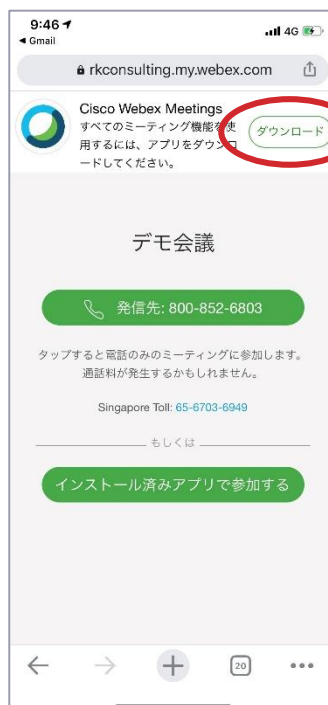 9:46
4G
◀ Gmail
rkconsulting.my.webex.com
Cisco Webex Meetings
すべてのミーティング機能を使
用するには、アプリをダウンロ
ードしてください。
ダウンロード
デモ会議
発信先: 800-852-6803
タップすると電話のみのミーティングに参加します。
通話料が発生するかもしれません。
Singapore Toll: 65-6703-6949
もしくは
インストール済みアプリで参加する
20